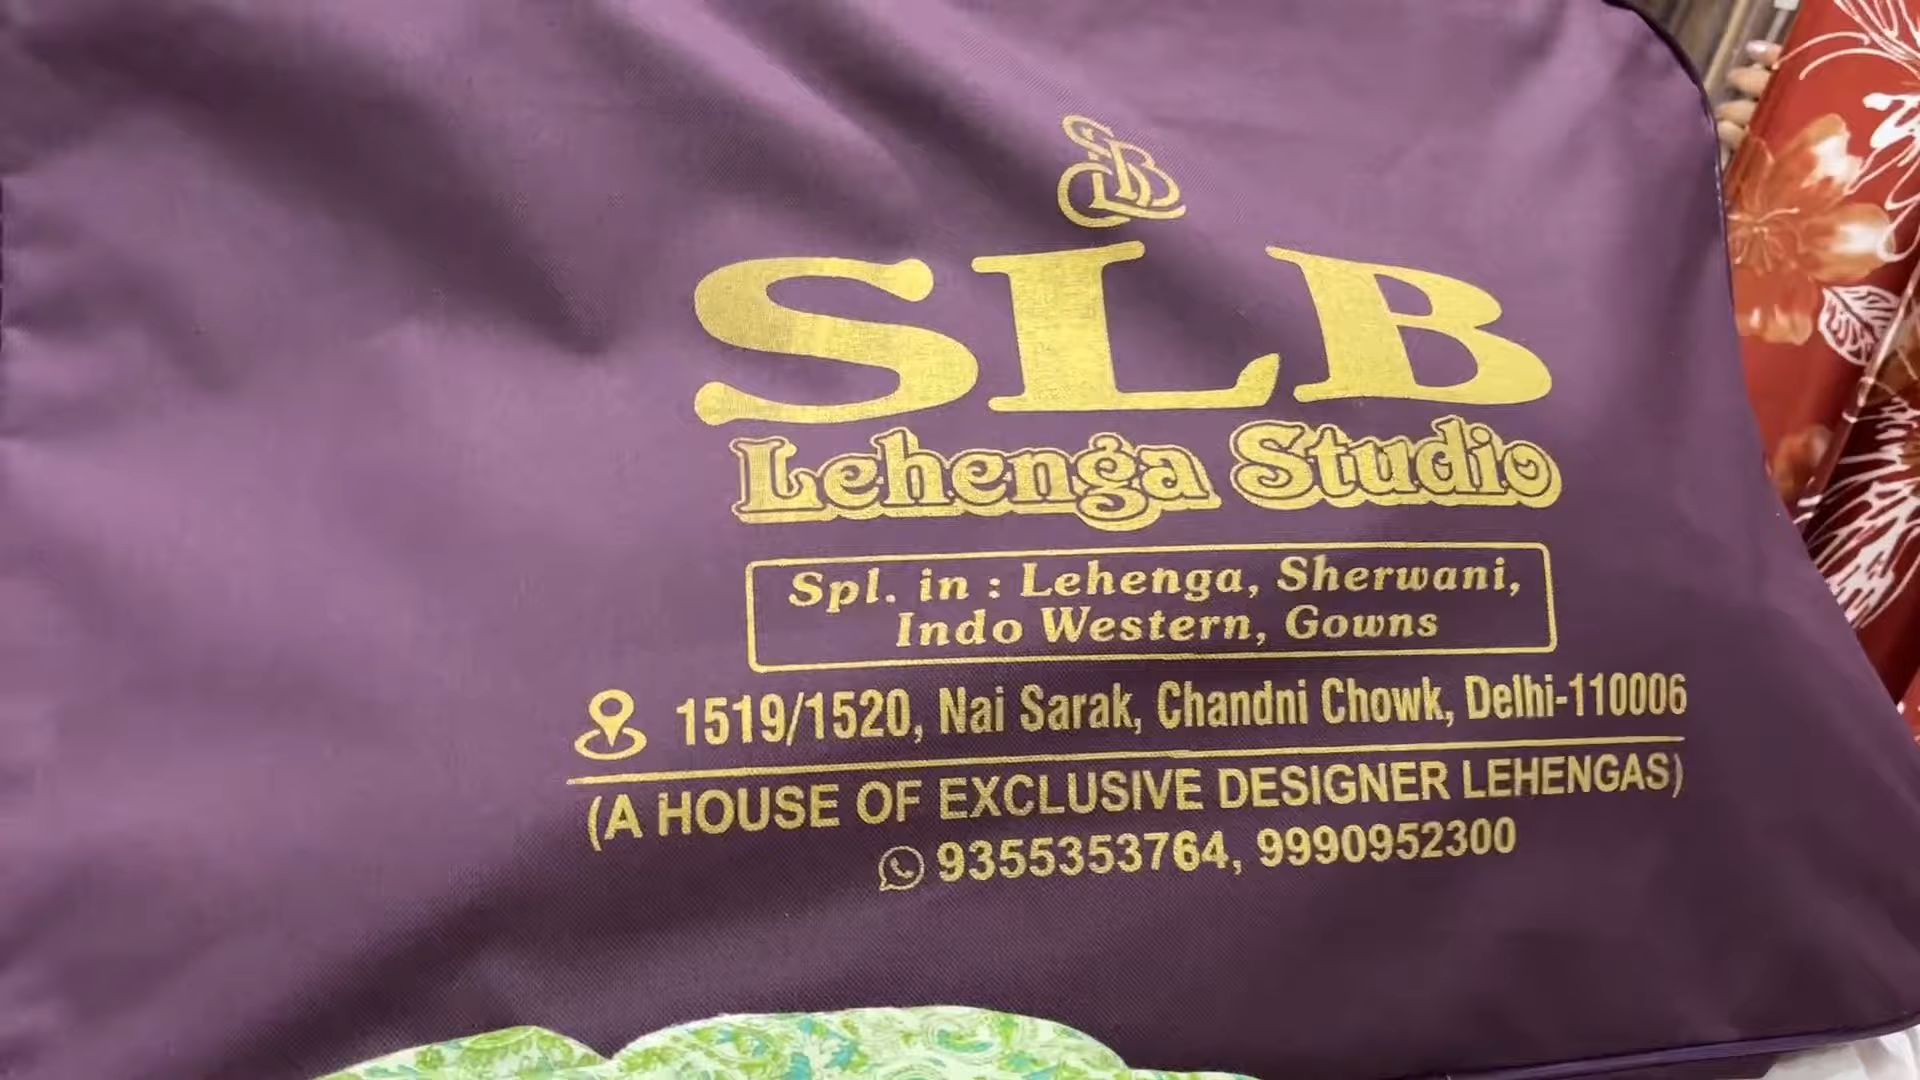 SLB
SLB
Lehenga Studio
Spl. in : Lehenga, Sherwani,
Indo Western, Gowns
1519/1520, Nai Sarak, Chandni Chowk, Delhi-110006
(A HOUSE OF EXCLUSIVE DESIGNER LEHENGAS)
9355353764, 9990952300